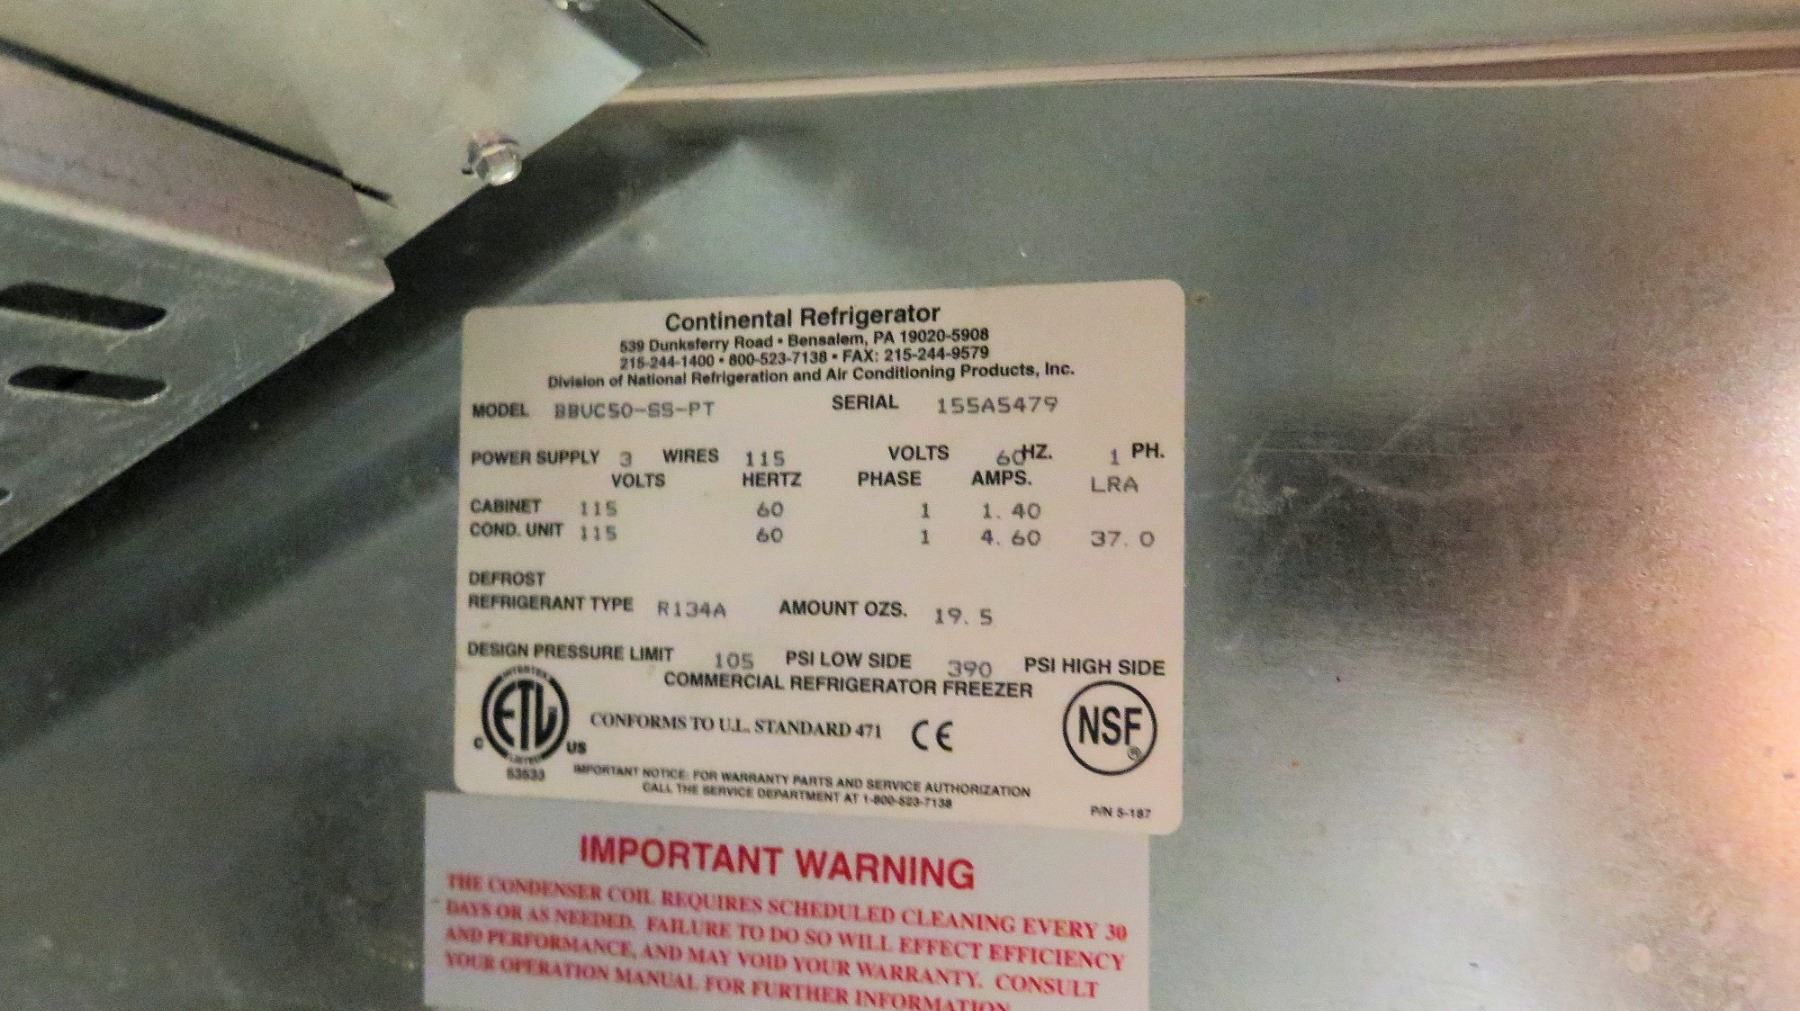 Continental Refrigerator
539 Dunksferry Road • Bensalem, PA 19020-5908
215-244-1400 • 800-523-7138 • FAX: 215-244-9579
Division of National Refrigeration and Air Conditioning Products, Inc.
MODEL BBUC50-SS-PT SERIAL 155A5479
POWER SUPPLY 3 WIRES 115 VOLTS 60 HZ. 1 PH.
VOLTS HERTZ PHASE AMPS. LRA
CABINET 115 60 1 1.40
COND. UNIT 115 60 1 4.60 37.0
DEFROST
REFRIGERANT TYPE R134A AMOUNT OZS. 19.5
DESIGN PRESSURE LIMIT 105 PSI LOW SIDE 390 PSI HIGH SIDE
COMMERCIAL REFRIGERATOR FREEZER
INTERTEK
ETL
LISTED
C US
53533
CONFORMS TO U.L. STANDARD 471 CE
NSF®
IMPORTANT NOTICE: FOR WARRANTY PARTS AND SERVICE AUTHORIZATION
CALL THE SERVICE DEPARTMENT AT 1-800-523-7138
P/N 5-187
IMPORTANT WARNING
THE CONDENSER COIL REQUIRES SCHEDULED CLEANING EVERY 30
DAYS OR AS NEEDED. FAILURE TO DO SO WILL EFFECT EFFICIENCY
AND PERFORMANCE, AND MAY VOID YOUR WARRANTY. CONSULT
YOUR OPERATION MANUAL FOR FURTHER INFORMATION